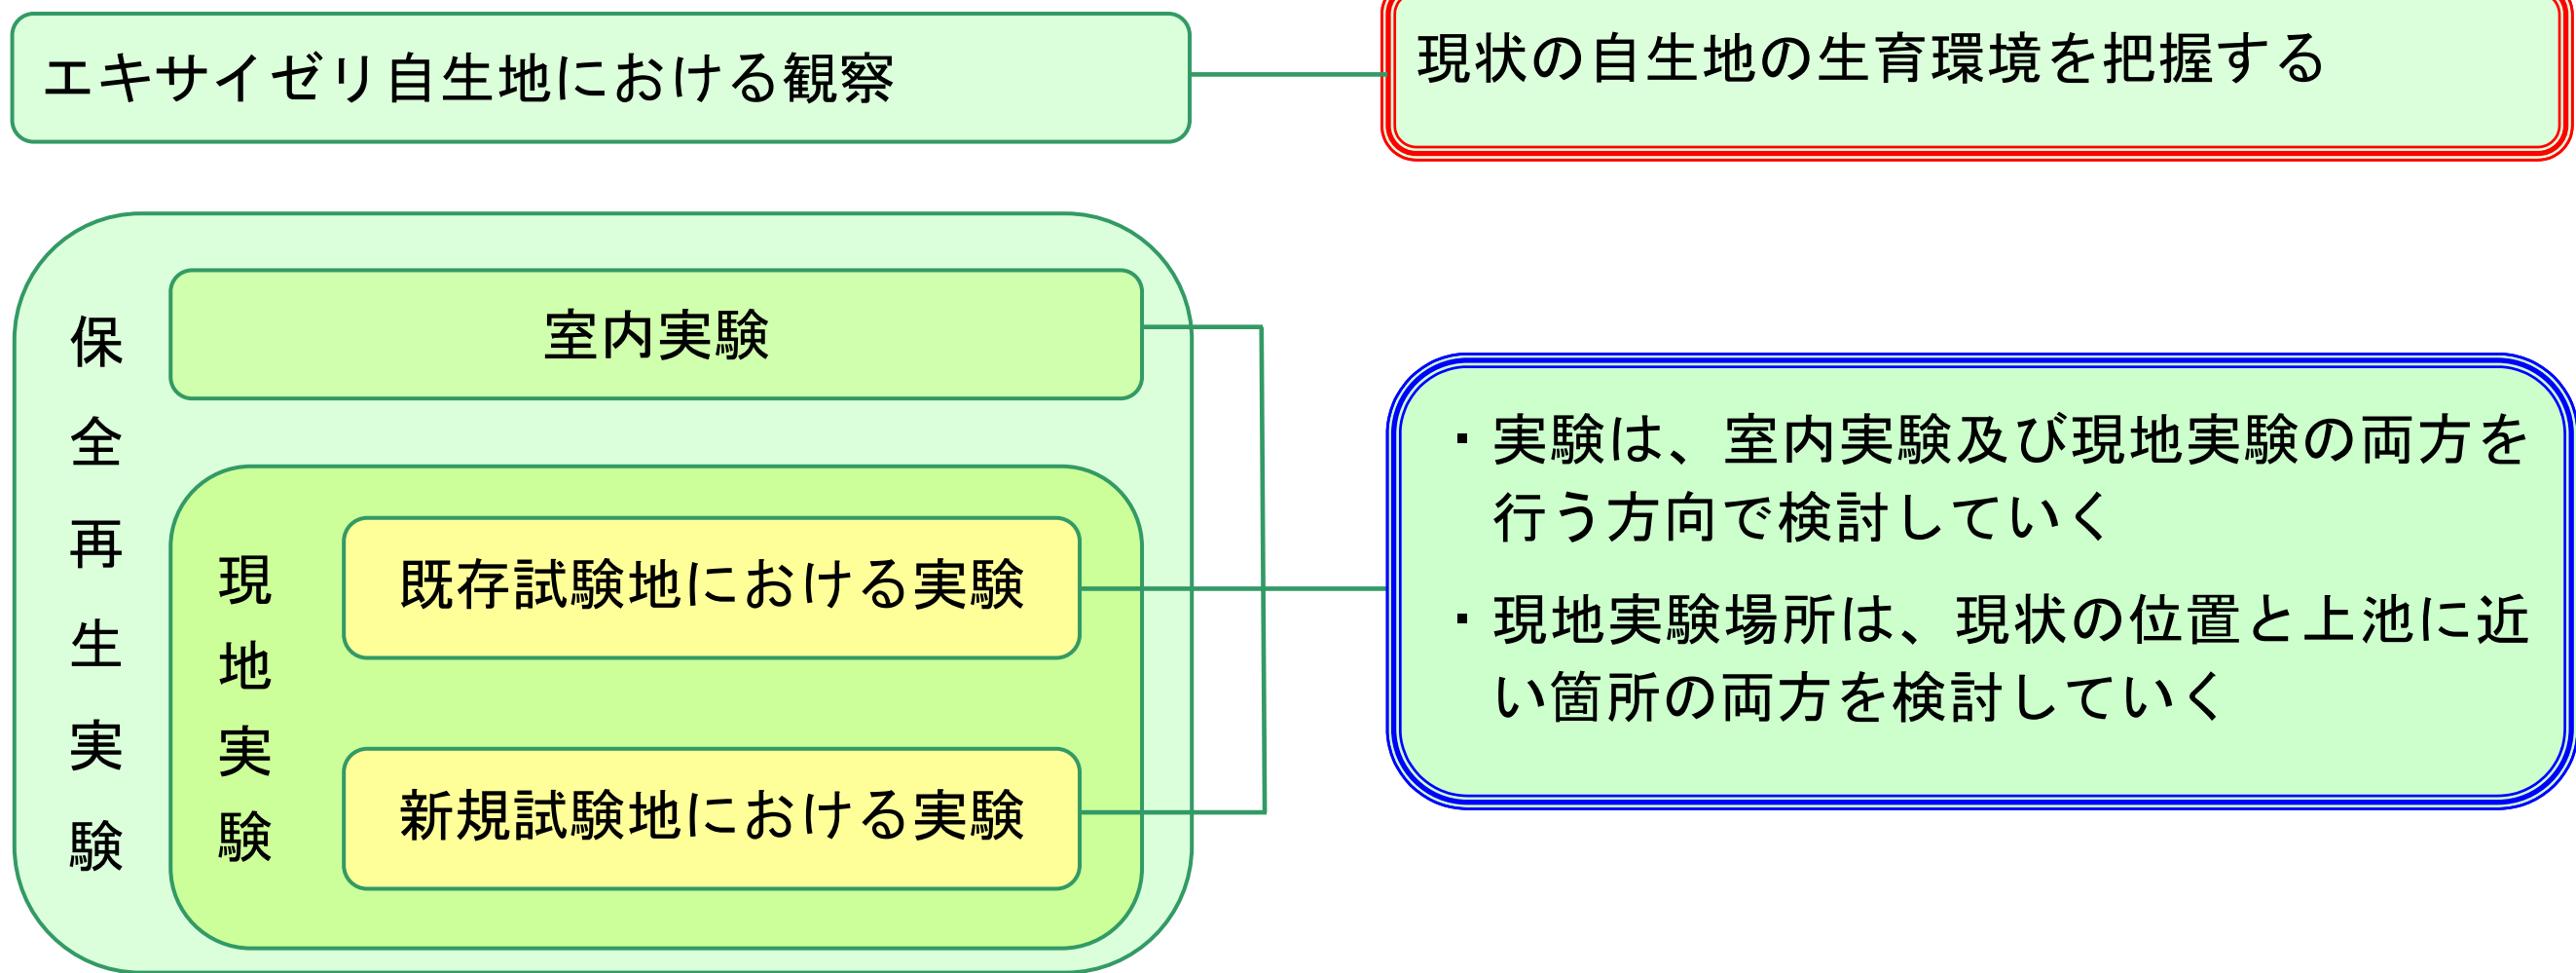 エキサイゼリ自生地における観察
現状の自生地の生育環境を把握する
保全再生実験
室内実験
現地実験
既存試験地における実験
新規試験地における実験
・実験は、室内実験及び現地実験の両方を
行う方向で検討していく
・現地実験場所は、現状の位置と上池に近
い箇所の両方を検討していく